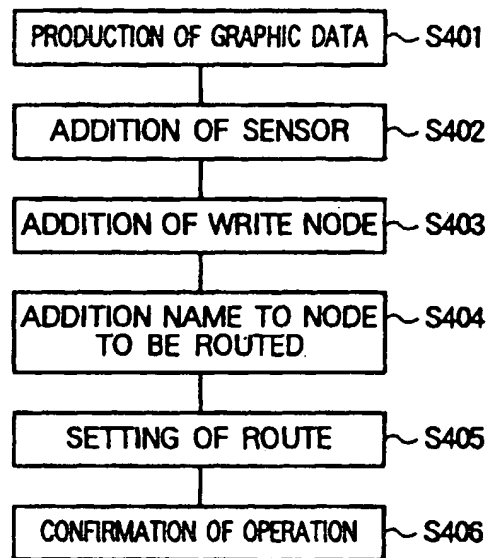 PRODUCTION OF GRAPHIC DATA S401
ADDITION OF SENSOR S402
ADDITION OF WRITE NODE S403
ADDITION NAME TO NODE S404
TO BE ROUTED
SETTING OF ROUTE S405
CONFIRMATION OF OPERATION S406